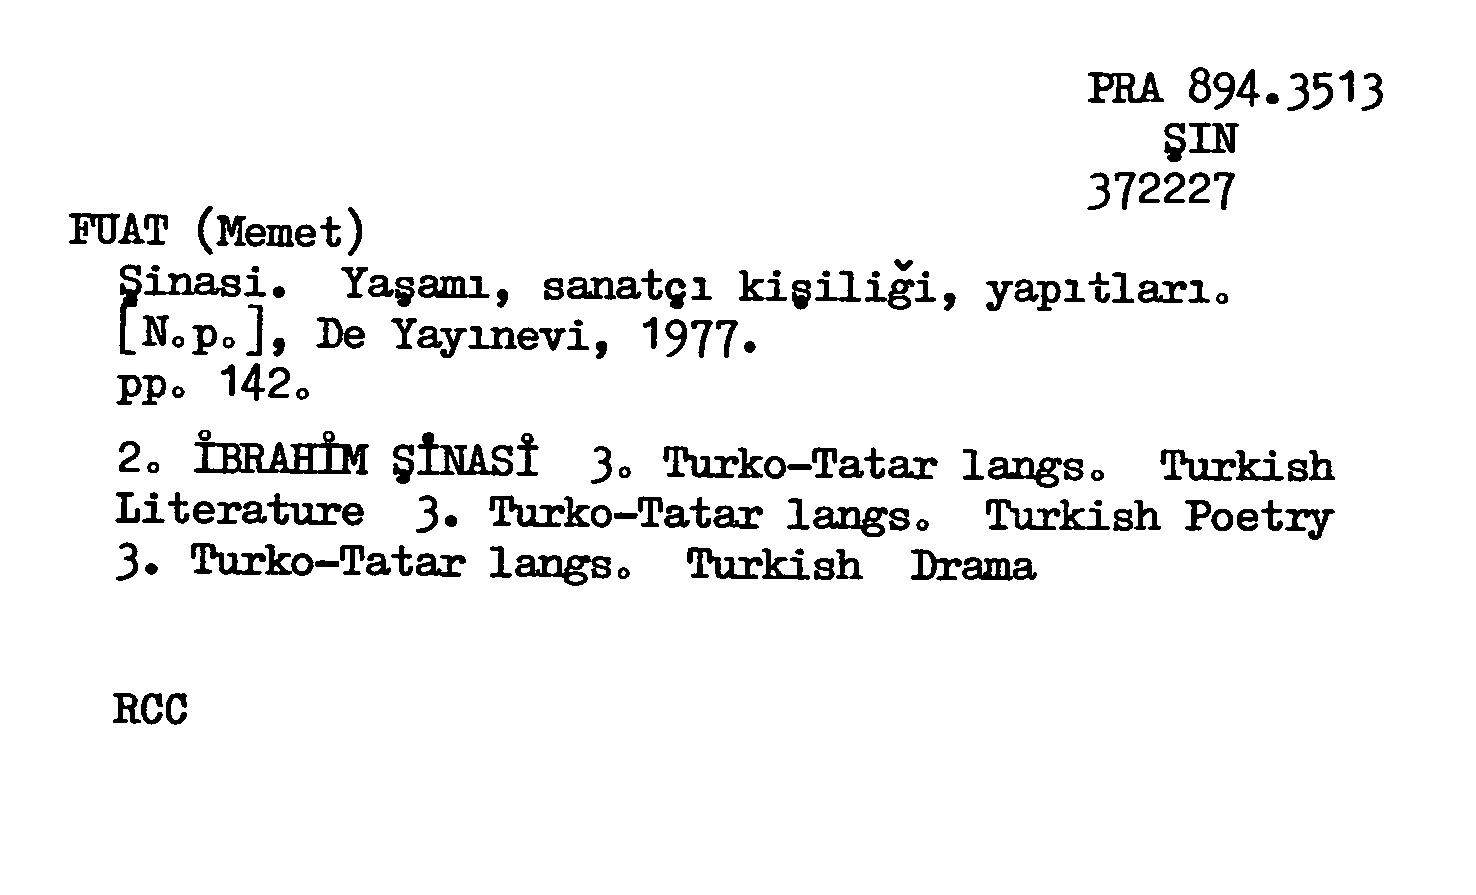 PRA 894.3513
ŞIN
372227
FUAT (Memet)
Şinasi. Yaşamı, sanatçı kişiliği, yapıtları.
[N.p.], De Yayınevi, 1977.
pp. 142.
2. İBRAHİM ŞİNASİ 3. Turko-Tatar langs. Turkish
Literature 3. Turko-Tatar langs. Turkish Poetry
3. Turko-Tatar langs. Turkish Drama
RCC